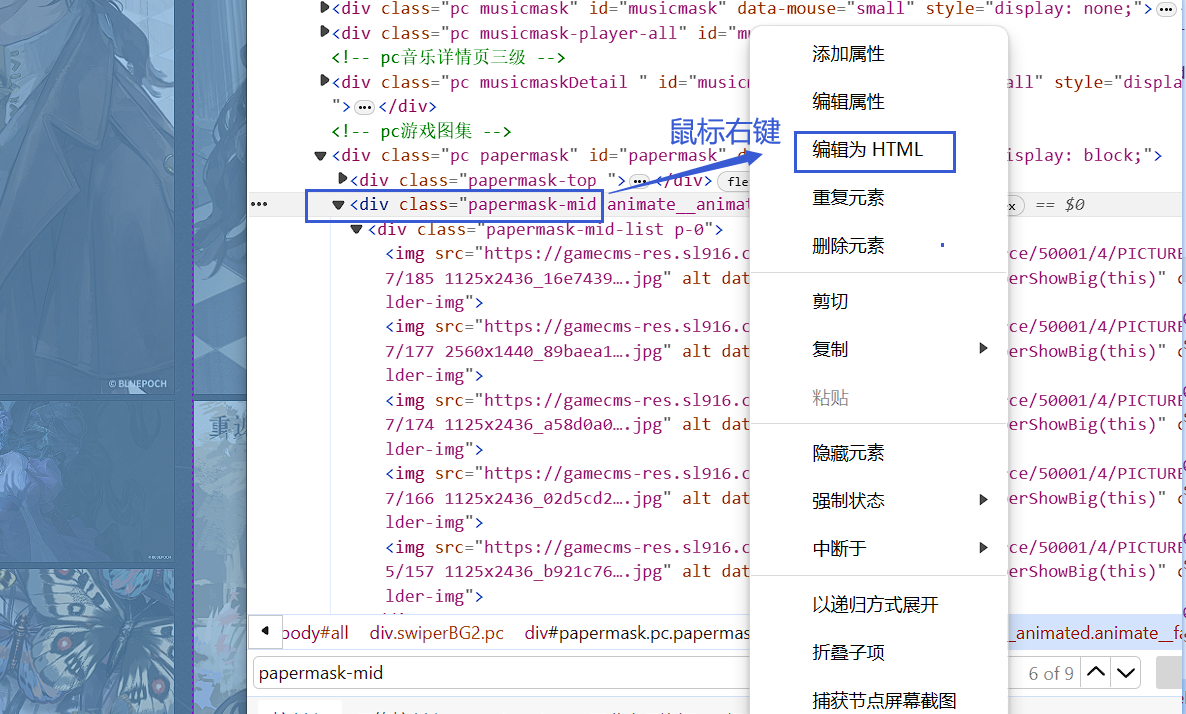 <div class="pc musicmask" id="musicmask" data-mouse="small" style="display: none;">
<div class="pc musicmask-player-all" id="mu
<!-- pc音乐详情页三级 -->
<div class="pc musicmaskDetail " id="music all" style="displa
"> ••• </div>
<!-- pc游戏图集 -->
<div class="pc papermask" id="papermask" d isplay: block;">
<div class="papermask-top "> ••• </div> fle
<div class="papermask-mid animate__animat x == $0
<div class="papermask-mid-list p-0">
<img src="https://gamecms-res.sl916.c ce/50001/4/PICTURE
7/185 1125x2436_16e7439….jpg" alt dat erShowBig(this)" c
lder-img">
<img src="https://gamecms-res.sl916.c ce/50001/4/PICTURE
7/177 2560x1440_89baea1….jpg" alt dat erShowBig(this)" c
lder-img">
<img src="https://gamecms-res.sl916.c ce/50001/4/PICTURE
7/174 1125x2436_a58d0a0….jpg" alt dat erShowBig(this)" c
lder-img">
<img src="https://gamecms-res.sl916.c ce/50001/4/PICTURE
7/166 1125x2436_02d5cd2….jpg" alt dat erShowBig(this)" c
lder-img">
<img src="https://gamecms-res.sl916.c ce/50001/4/PICTURE
5/157 1125x2436_b921c76….jpg" alt dat erShowBig(this)" c
lder-img">
body#all div.swiperBG2.pc div#papermask.pc.papermas _animated.animate__fa
papermask-mid 6 of 9
鼠标右键
添加属性
编辑属性
编辑为 HTML
重复元素
删除元素
剪切
复制
粘贴
隐藏元素
强制状态
中断于
以递归方式展开
折叠子项
捕获节点屏幕截图
© BLUEPOCH
© BLUEPOCH